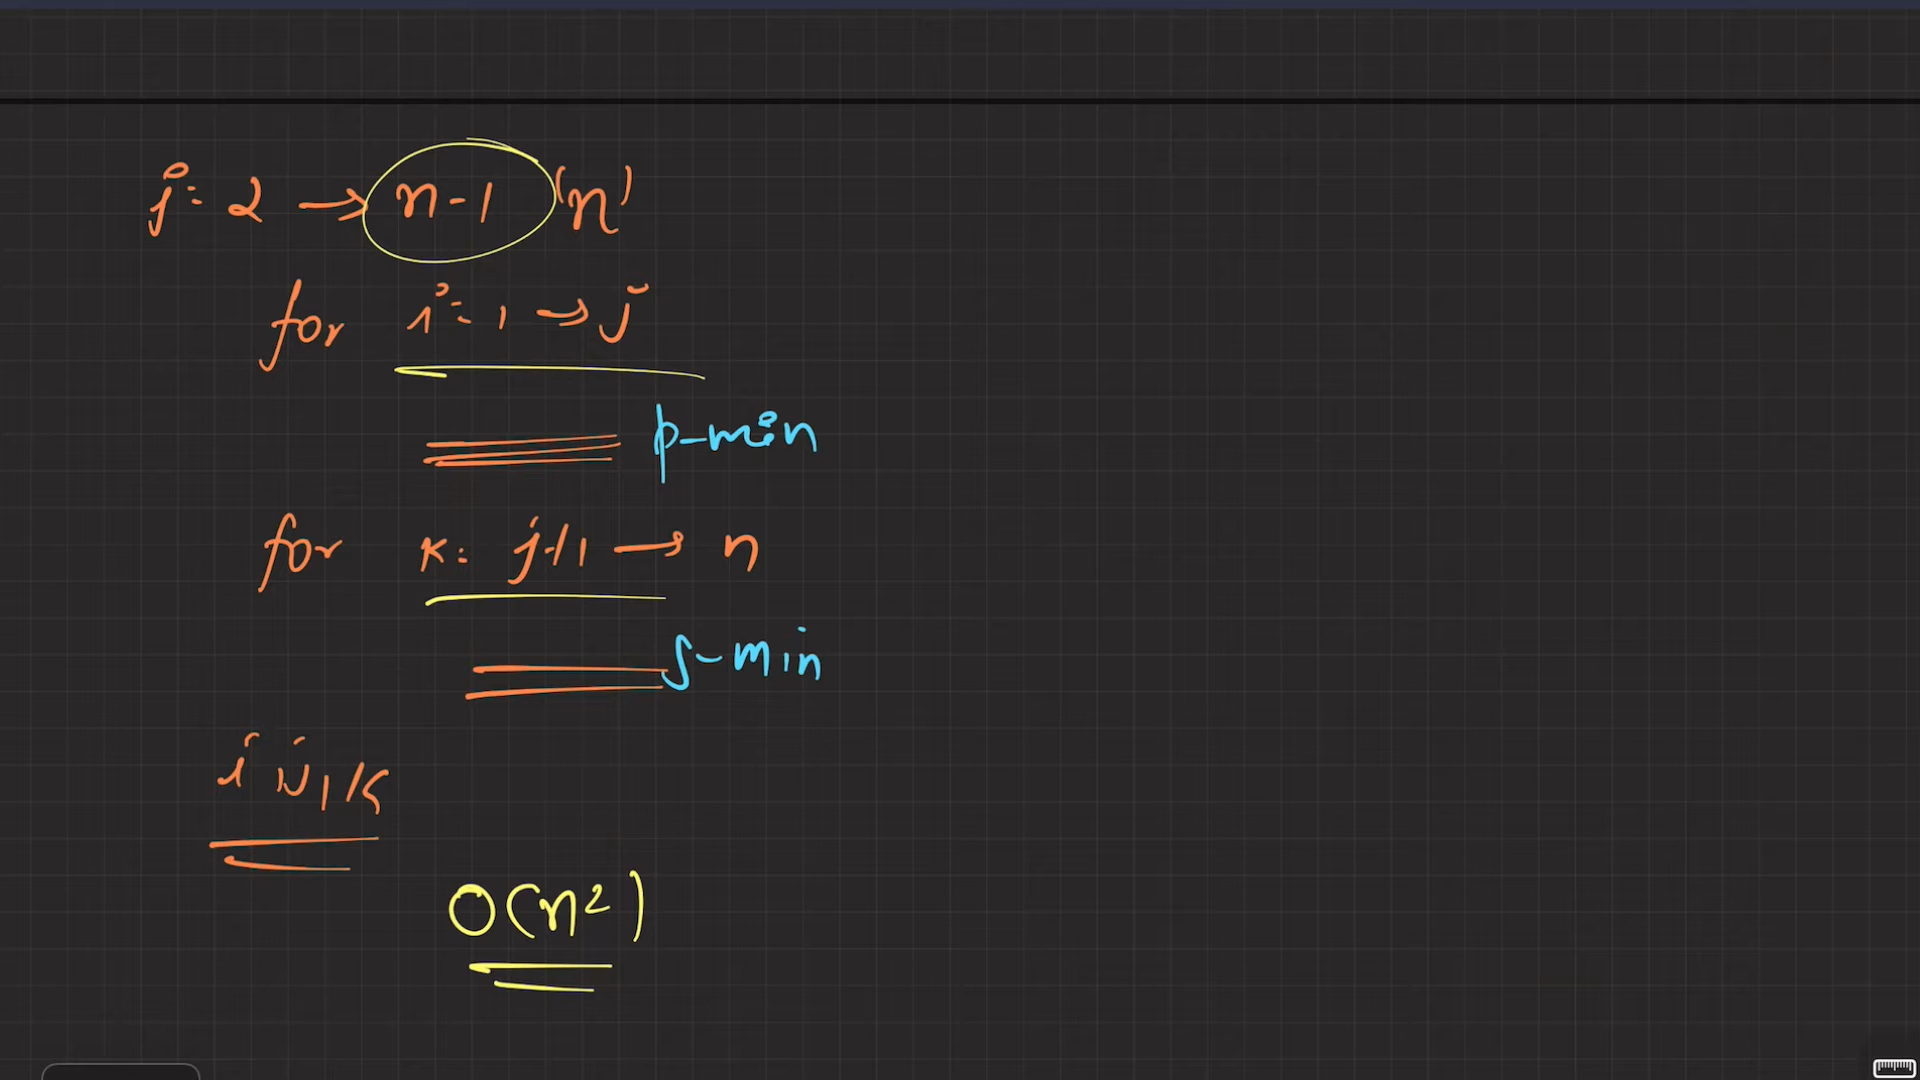 j = 2 → n-1 (n)
for i = 1 → j
p-min
for k = j+1 → n
s-min
i, j, k
O(n²)